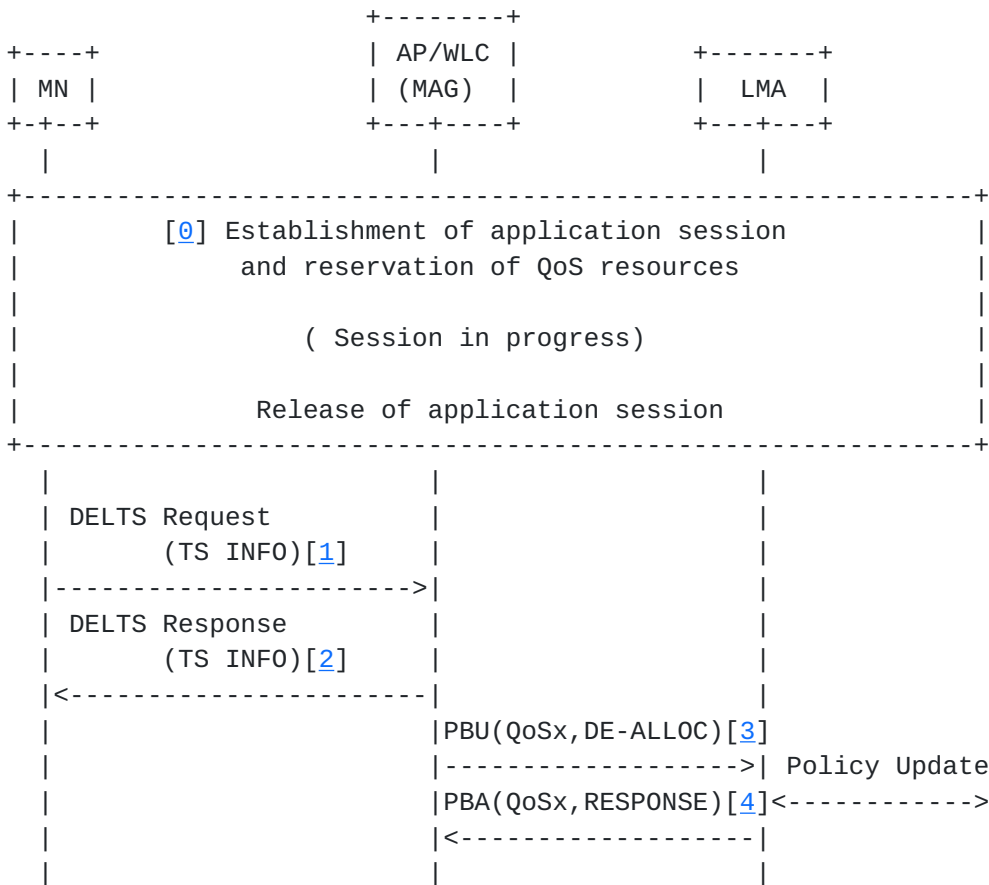 +--------+
+----+                 | AP/WLC |           +-------+
| MN |                 | (MAG)  |           |  LMA  |
+-+--+                 +---+----+           +---+---+
  |                        |                    |
+-------------------------------------------------------------+
|         [0] Establishment of application session            |
|              and reservation of QoS resources               |
|                                                             |
|                  ( Session in progress)                     |
|                                                             |
|               Release of application session                |
+-------------------------------------------------------------+
  |                        |                    |
  | DELTS Request          |                    |
  |       (TS INFO)[1]     |                    |
  |----------------------->|                    |
  | DELTS Response         |                    |
  |       (TS INFO)[2]     |                    |
  |<-----------------------|                    |
  |                        |PBU(QoSx,DE-ALLOC)[3]
  |                        |------------------->| Policy Update
  |                        |PBA(QoSx,RESPONSE)[4]<------------>
  |                        |<-------------------|
  |                        |                    |